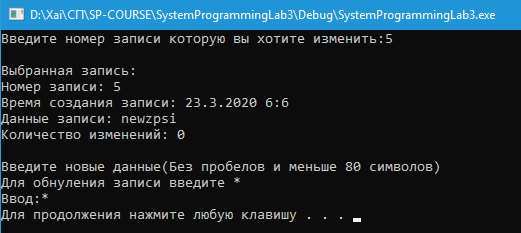 D:\Xai\СП\SP-COURSE\SystemProgrammingLab3\Debug\SystemProgrammingLab3.exe
Введите номер записи которую вы хотите изменить:5
Выбранная запись:
Номер записи: 5
Время создания записи: 23.3.2020 6:6
Данные записи: newzpsi
Количество изменений: 0
Введите новые данные(Без пробелов и меньше 80 символов)
Для обнуления записи введите *
Ввод:*
Для продолжения нажмите любую клавишу . . .